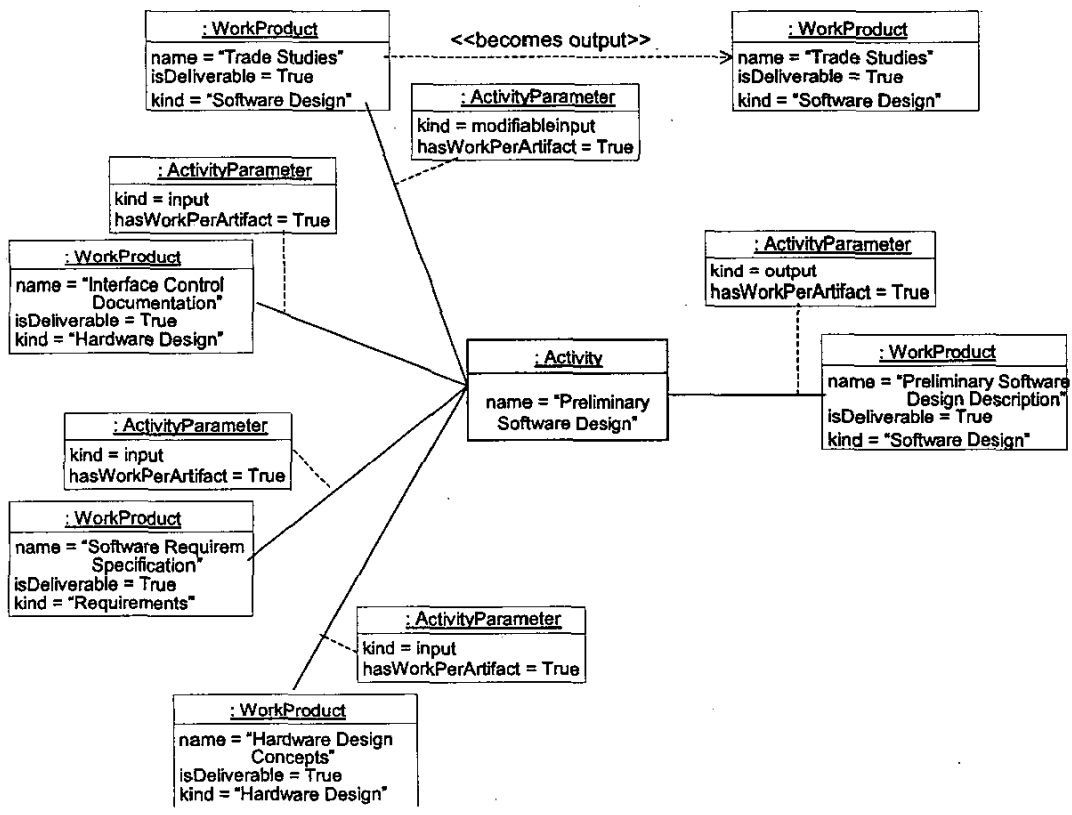 : WorkProduct
name = "Trade Studies"
isDeliverable = True
kind = "Software Design"
<<becomes output>>
: WorkProduct
name = "Trade Studies"
isDeliverable = True
kind = "Software Design"
: ActivityParameter
kind = modifiableinput
hasWorkPerArtifact = True
: ActivityParameter
kind = input
hasWorkPerArtifact = True
: WorkProduct
name = "Interface Control
Documentation"
isDeliverable = True
kind = "Hardware Design"
: ActivityParameter
kind = output
hasWorkPerArtifact = True
: Activity
name = "Preliminary
Software Design"
: WorkProduct
name = "Preliminary Software
Design Description"
isDeliverable = True
kind = "Software Design"
: ActivityParameter
kind = input
hasWorkPerArtifact = True
: WorkProduct
name = "Software Requirem
Specification"
isDeliverable = True
kind = "Requirements"
: ActivityParameter
kind = input
hasWorkPerArtifact = True
: WorkProduct
name = "Hardware Design
Concepts"
isDeliverable = True
kind = "Hardware Design"